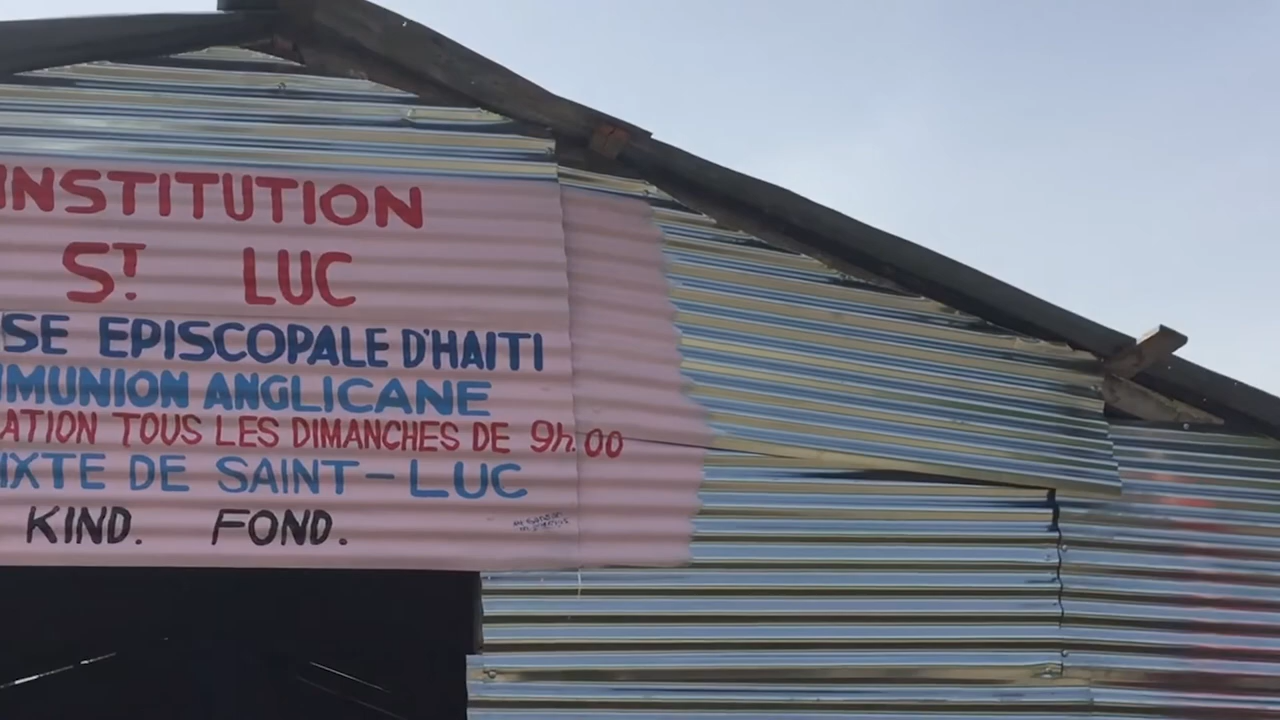 INSTITUTION
ST. LUC
SE EPISCOPALE D'HAITI
MUNION ANGLICANE
ATION TOUS LES DIMANCHES DE 9h.00
IXTE DE SAINT-LUC
KIND. FOND.